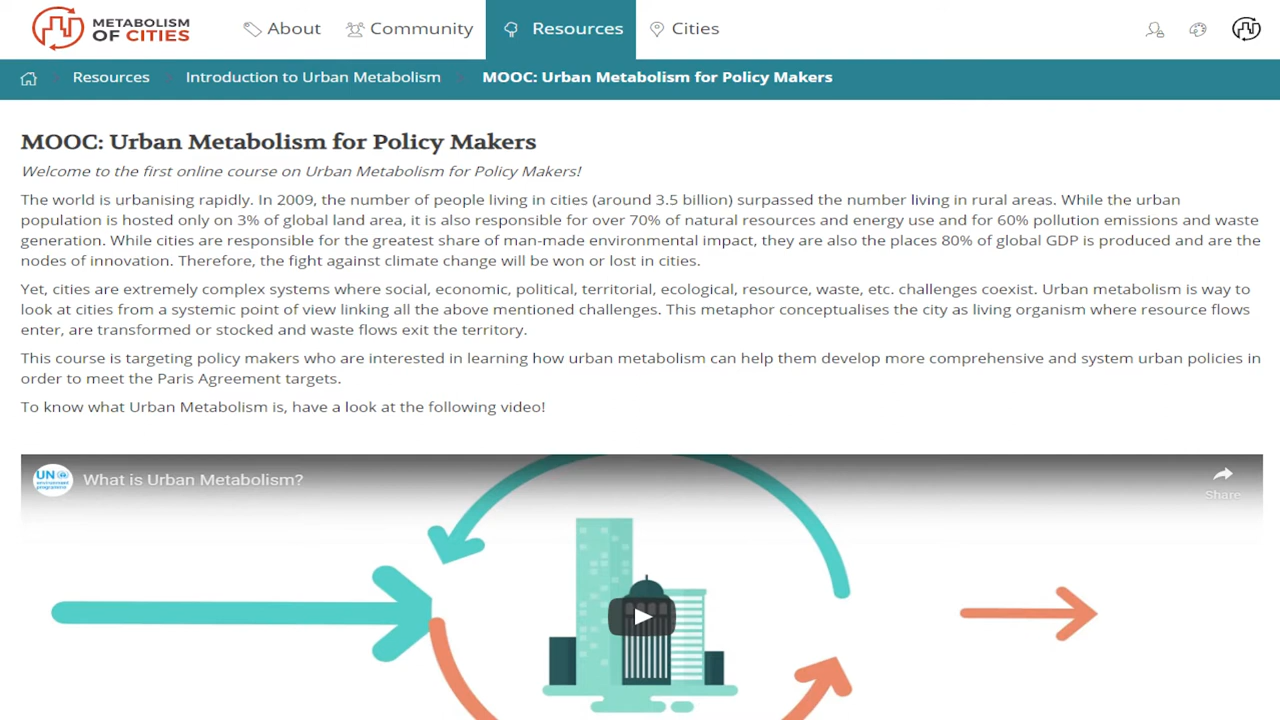 METABOLISM
OF CITIES
About
Community
Resources
Cities
Resources
Introduction to Urban Metabolism
MOOC: Urban Metabolism for Policy Makers
MOOC: Urban Metabolism for Policy Makers
Welcome to the first online course on Urban Metabolism for Policy Makers!
The world is urbanising rapidly. In 2009, the number of people living in cities (around 3.5 billion) surpassed the number living in rural areas. While the urban
population is hosted only on 3% of global land area, it is also responsible for over 70% of natural resources and energy use and for 60% pollution emissions and waste
generation. While cities are responsible for the greatest share of man-made environmental impact, they are also the places 80% of global GDP is produced and are the
nodes of innovation. Therefore, the fight against climate change will be won or lost in cities.
Yet, cities are extremely complex systems where social, economic, political, territorial, ecological, resource, waste, etc. challenges coexist. Urban metabolism is way to
look at cities from a systemic point of view linking all the above mentioned challenges. This metaphor conceptualises the city as living organism where resource flows
enter, are transformed or stocked and waste flows exit the territory.
This course is targeting policy makers who are interested in learning how urban metabolism can help them develop more comprehensive and system urban policies in
order to meet the Paris Agreement targets.
To know what Urban Metabolism is, have a look at the following video!
UN
environment
programme
What is Urban Metabolism?
Share